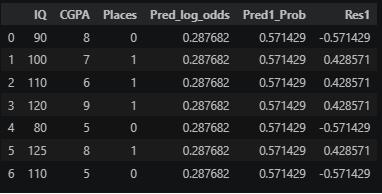 IQ CGPA Places Pred_log_odds Pred1_Prob Res1
0 90 8 0 0.287682 0.571429 -0.571429
1 100 7 1 0.287682 0.571429 0.428571
2 110 6 1 0.287682 0.571429 0.428571
3 120 9 1 0.287682 0.571429 0.428571
4 80 5 0 0.287682 0.571429 -0.571429
5 125 8 1 0.287682 0.571429 0.428571
6 110 5 0 0.287682 0.571429 -0.571429